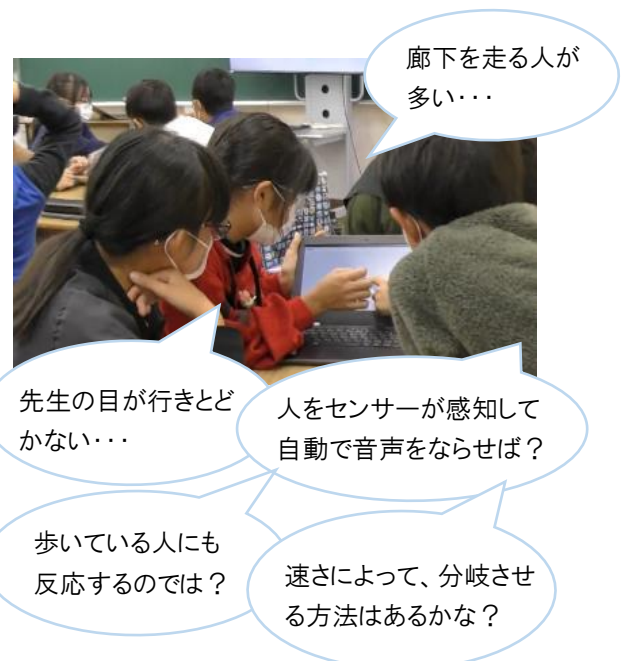 廊下を走る人が
多い・・・
先生の目が行きとど
かない・・・
人をセンサーが感知して
自動で音声をならせば？
歩いている人にも
反応するのでは？
速さによって、分岐させ
る方法はあるかな？